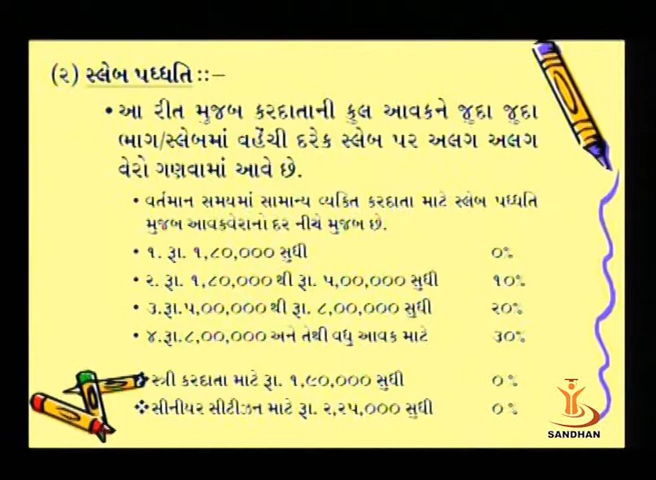 (૨) સ્લેબ પધ્ધતિ ::–
• આ રીત મુજબ કરદાતાની કુલ આવકને જુદા જુદા
ભાગ/સ્લેબમાં વહેંચી દરેક સ્લેબ પર અલગ અલગ
વેરો ગણવામાં આવે છે.
• વર્તમાન સમયમાં સામાન્ય વ્યકિત કરદાતા માટે સ્લેબ પધ્ધતિ
મુજબ આવકવેરાનો દર નીચે મુજબ છે.
• ૧. રૂા. ૧,૮૦,૦૦૦ સુધી ૦%
• ૨. રૂા. ૧,૮૦,૦૦૦ થી રૂા. ૫,૦૦,૦૦૦ સુધી ૧૦%
• ૩.રૂા.૫,૦૦,૦૦૦ થી રૂા. ૮,૦૦,૦૦૦ સુધી ૨૦%
• ૪.રૂા.૮,૦૦,૦૦૦ અને તેથી વધુ આવક માટે ૩૦%
❖સ્ત્રી કરદાતા માટે રૂા. ૧,૯૦,૦૦૦ સુધી ૦%
❖સીનીયર સીટીઝન માટે રૂા. ૨,૨૫,૦૦૦ સુધી ૦%
SANDHAN